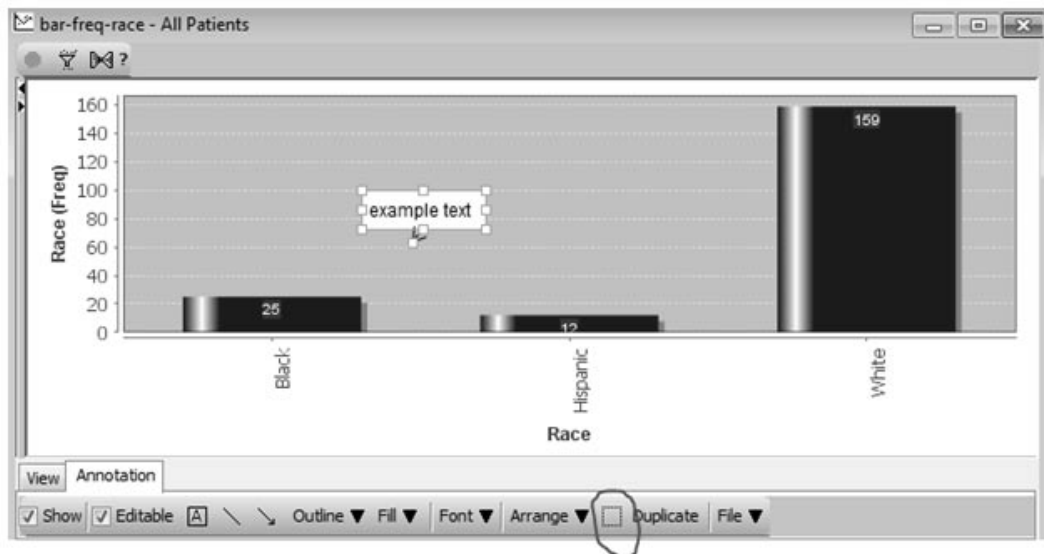 bar-freq-race - All Patients
?
160
140
120
100
80
60
40
20
0
Race (Freq)
example text
25
12
159
Black
Hispanic
White
Race
View Annotation
Show Editable A Outline Fill Font Arrange Duplicate File